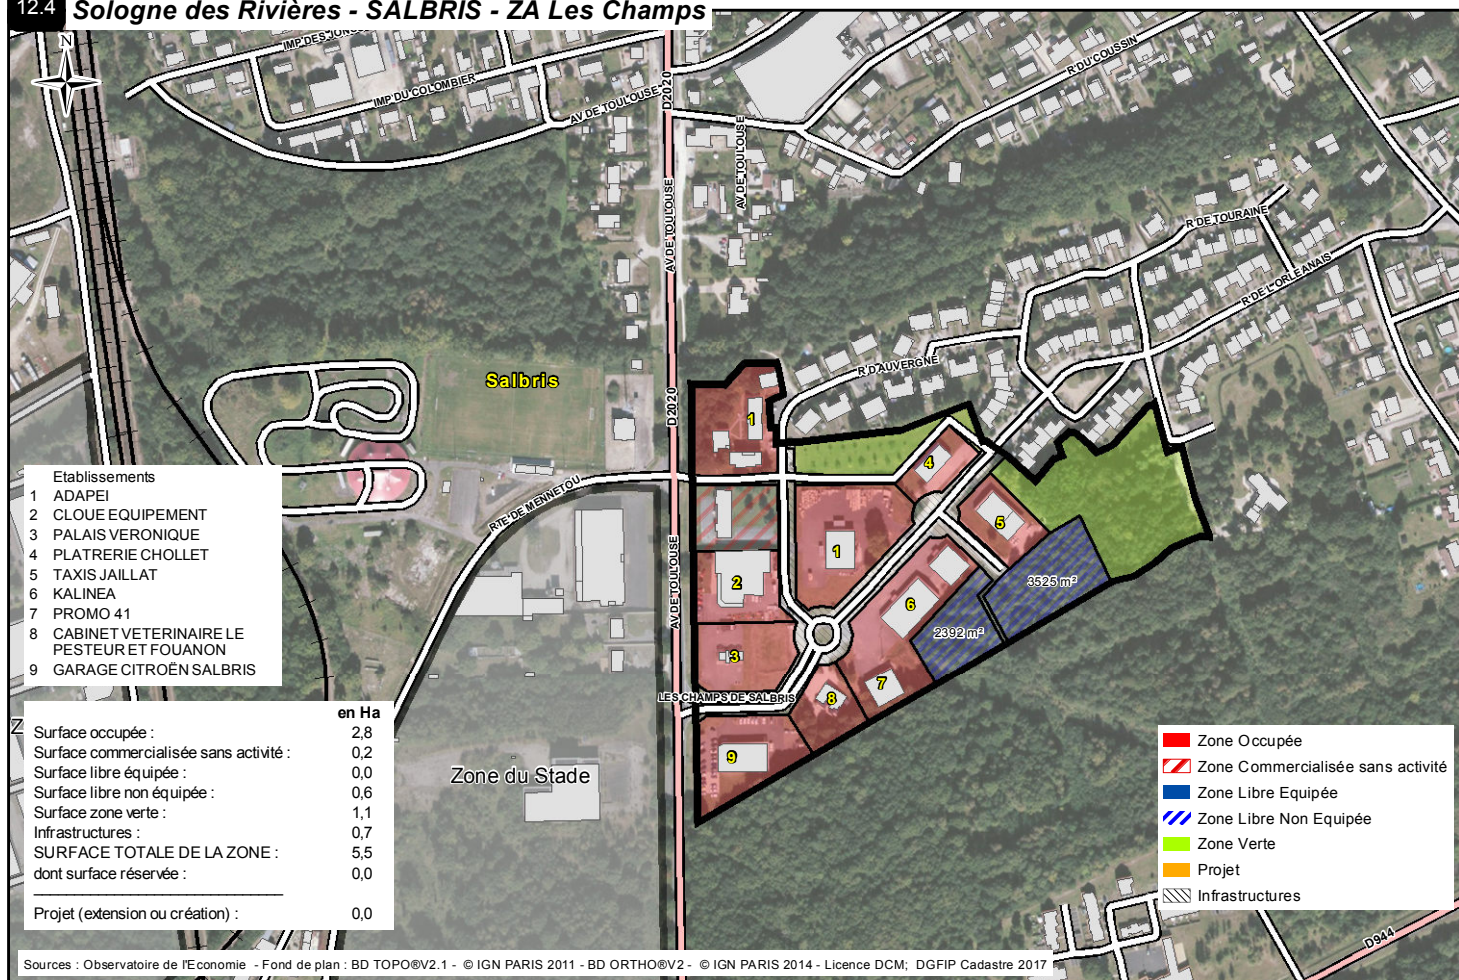 12.4 Sologne des Rivières - SALBRIS - ZA Les Champs
N
IMP DU COLOMBIER
AV DE TOULOUSE
D2020
R DU COUSSIN
AV DE TOULOUSE
AV DE TOULOUSE
R DE TOURAINE
R DE L'ORLEANAIS
R D'AUVERGNE
Salbris
D2020
RTE DE MENNETOU
AV DE TOULOUSE
LES CHAMPS DE SALBRIS
Zone du Stade
D944
1
4
5
1
2
6
3
7
8
9
3525 m²
2392 m²
Etablissements
1 ADAPEI
2 CLOUE EQUIPEMENT
3 PALAIS VERONIQUE
4 PLATRERIE CHOLLET
5 TAXIS JAILLAT
6 KALINEA
7 PROMO 41
8 CABINET VETERINAIRE LE
PESTEUR ET FOUANON
9 GARAGE CITROËN SALBRIS
en Ha
Surface occupée : 2,8
Surface commercialisée sans activité : 0,2
Surface libre équipée : 0,0
Surface libre non équipée : 0,6
Surface zone verte : 1,1
Infrastructures : 0,7
SURFACE TOTALE DE LA ZONE : 5,5
dont surface réservée : 0,0
Projet (extension ou création) : 0,0
Zone Occupée
Zone Commercialisée sans activité
Zone Libre Equipée
Zone Libre Non Equipée
Zone Verte
Projet
Infrastructures
Sources : Observatoire de l'Economie - Fond de plan : BD TOPO®V2.1 - © IGN PARIS 2011 - BD ORTHO®V2 - © IGN PARIS 2014 - Licence DCM; DGFIP Cadastre 2017